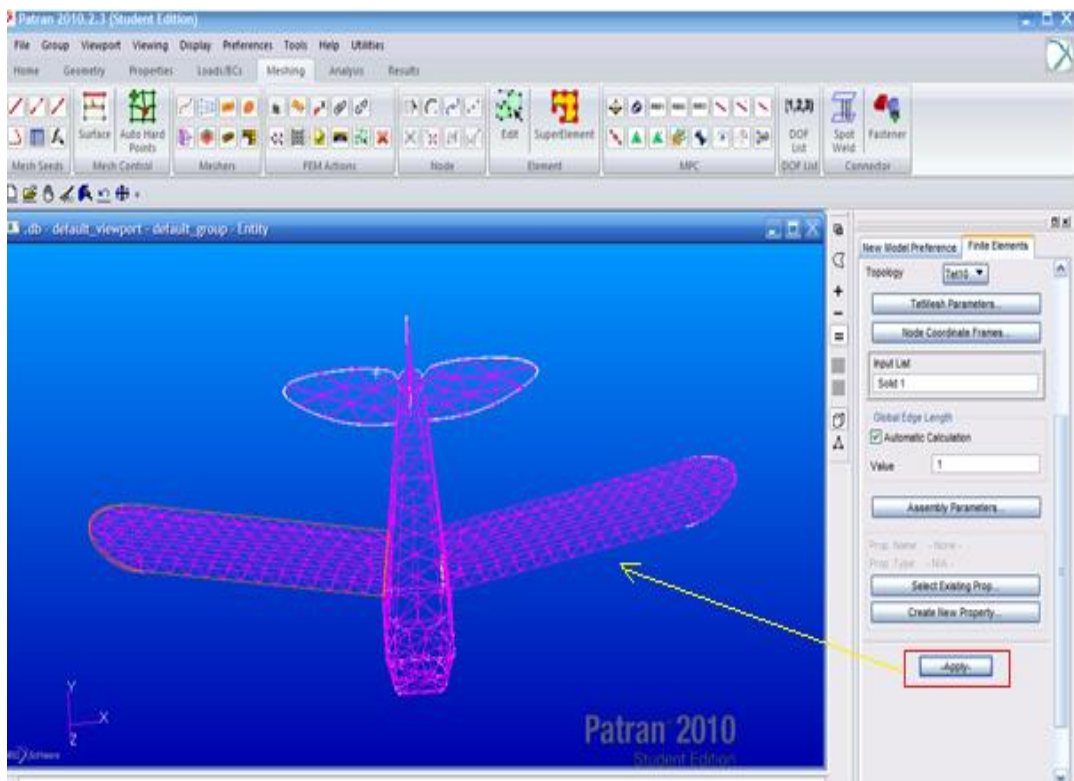 Patran 2010.2.3 (Student Edition)
File Group Viewport Viewing Display Preferences Tools Help Utilities
Home Geometry Properties Loads/BCs Meshing Analysis Results
Surface
Auto Hard Points
Edit
SuperElement
(1,2,3)
DOF List
Spot Weld
Fastener
Mesh Seeds
Mesh Control
Meshers
FEM Actions
Node
Element
MPC
DOF List
Connector
.db - default_viewport - default_group - Entity
New Model Preference
Finite Elements
Topology
Tet10
TetMesh Parameters...
Node Coordinate Frames...
Input List
Solid 1
Global Edge Length
Automatic Calculation
Value
1
Assembly Parameters...
Prop. Name - None -
Prop. Type - N/A -
Select Existing Prop...
Create New Property...
-Apply-
Y
X
Z
Patran 2010
Student Edition